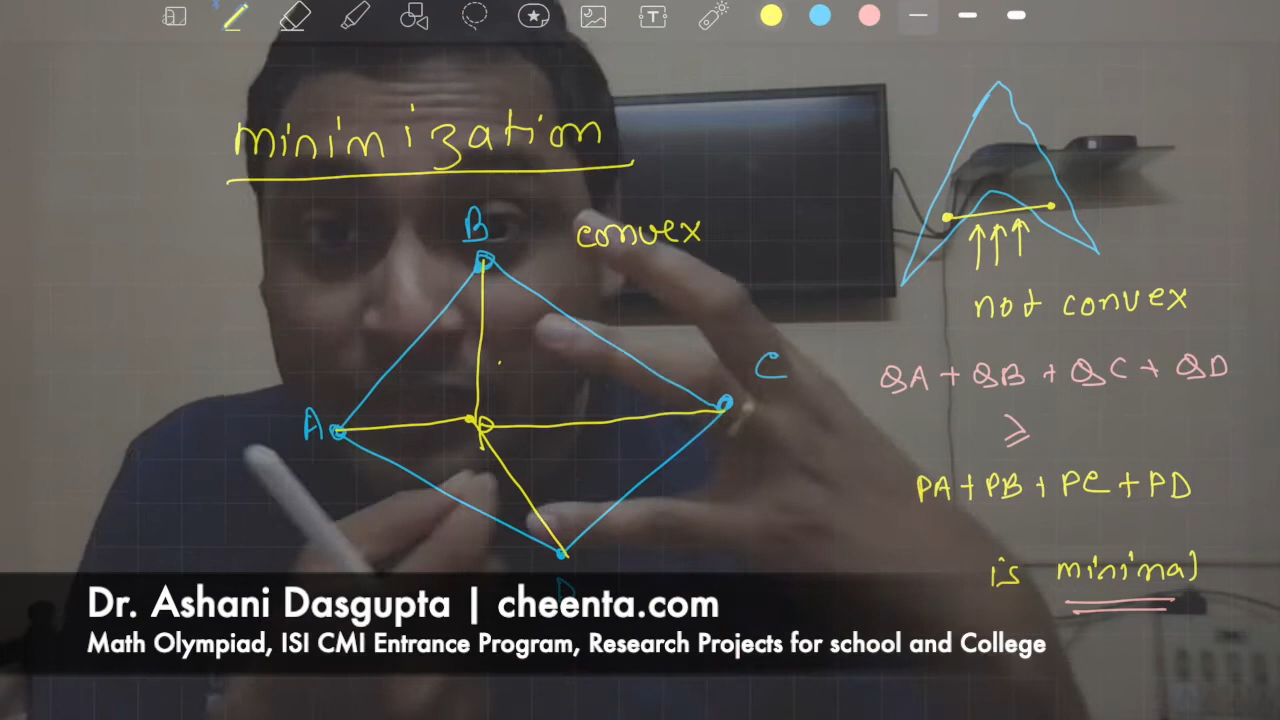 minimization
B
convex
not convex
C
QA + QB + QC + QD
A
P
≥
PA + PB + PC + PD
is minimal
D
Dr. Ashani Dasgupta | cheenta.com
Math Olympiad, ISI CMI Entrance Program, Research Projects for school and College